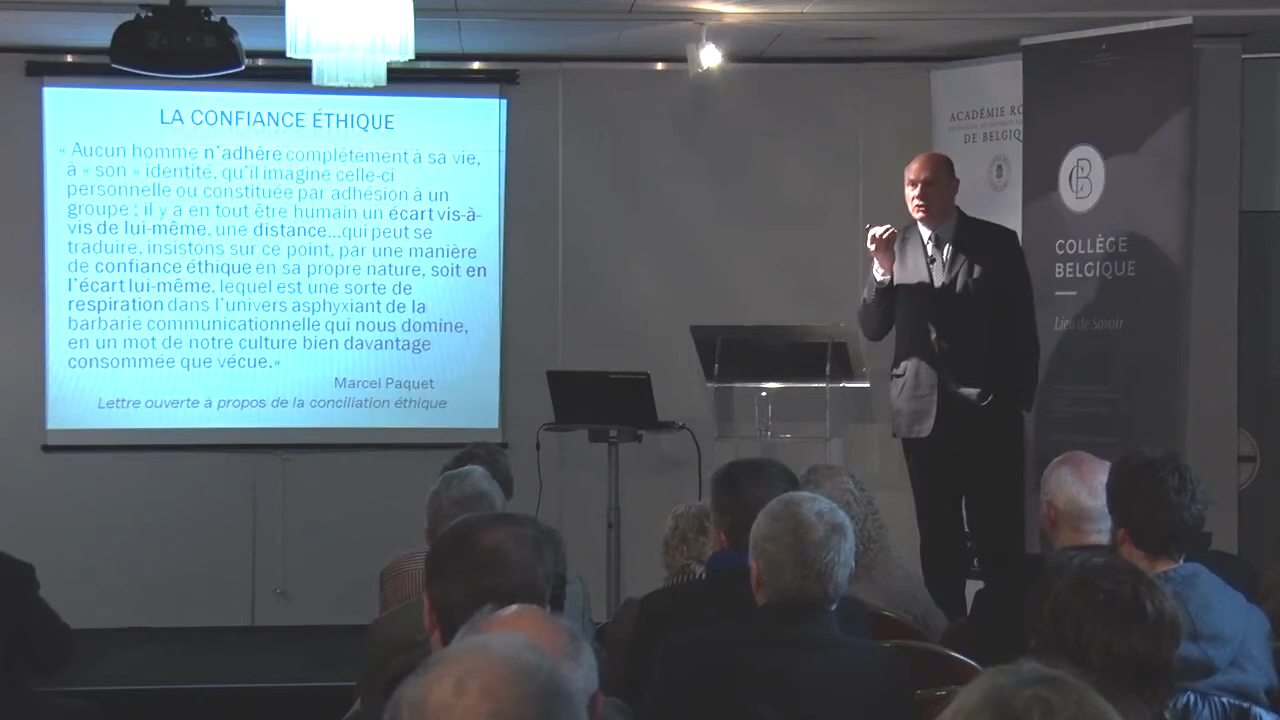 LA CONFIANCE ÉTHIQUE
« Aucun homme n'adhère complètement à sa vie,
à « son » identité, qu'il imagine celle-ci
personnelle ou constituée par adhésion à un
groupe ; il y a en tout être humain un écart vis-à-
vis de lui-même, une distance...qui peut se
traduire, insistons sur ce point, par une manière
de confiance éthique en sa propre nature, soit en
l'écart lui-même, lequel est une sorte de
respiration dans l'univers asphyxiant de la
barbarie communicationnelle qui nous domine,
en un mot de notre culture bien davantage
consommée que vécue.»
Marcel Paquet
Lettre ouverte à propos de la conciliation éthique
ACADÉMIE RO
DE BELGIQ
CB
COLLÈGE
BELGIQUE
Lieu de Savoir